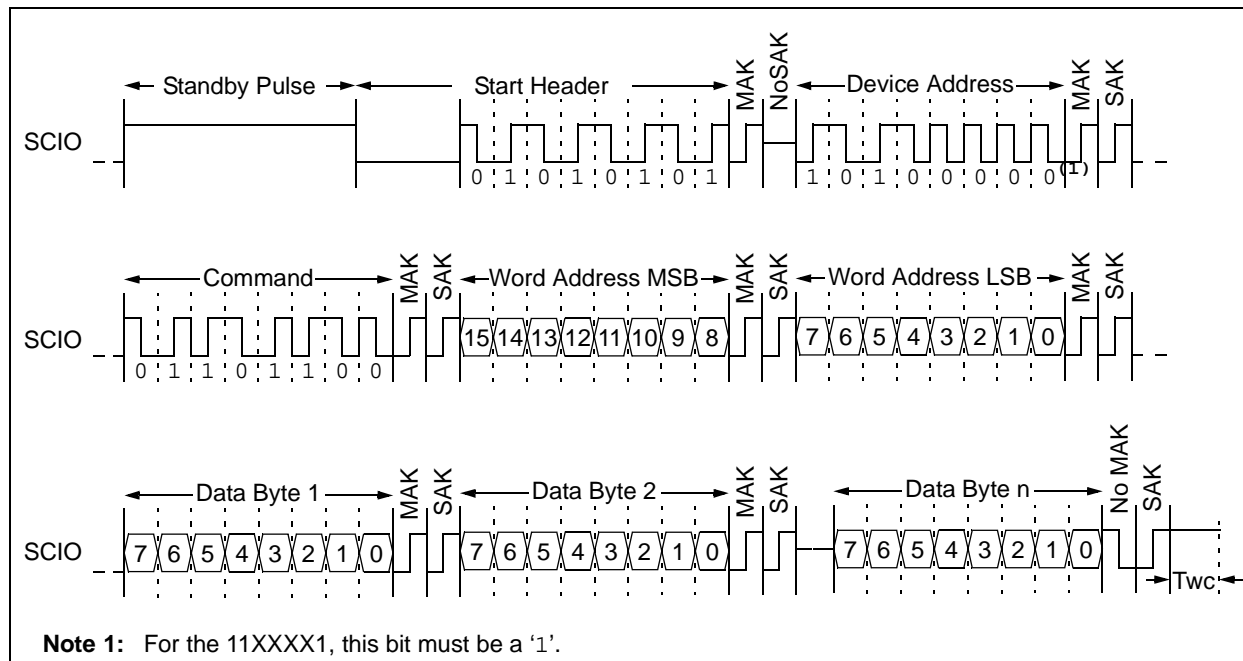 Standby Pulse Start Header MAK NoSAK Device Address MAK SAK
SCIO
0 1 0 1 0 1 0 1 1 0 1 0 0 0 0 0(1)
Command MAK SAK Word Address MSB MAK SAK Word Address LSB MAK SAK
SCIO 15 14 13 12 11 10 9 8 7 6 5 4 3 2 1 0
0 1 1 0 1 1 0 0
Data Byte 1 MAK SAK Data Byte 2 MAK SAK Data Byte n No MAK SAK
SCIO 7 6 5 4 3 2 1 0 7 6 5 4 3 2 1 0 7 6 5 4 3 2 1 0
Twc
Note 1: For the 11XXXX1, this bit must be a ‘1’.